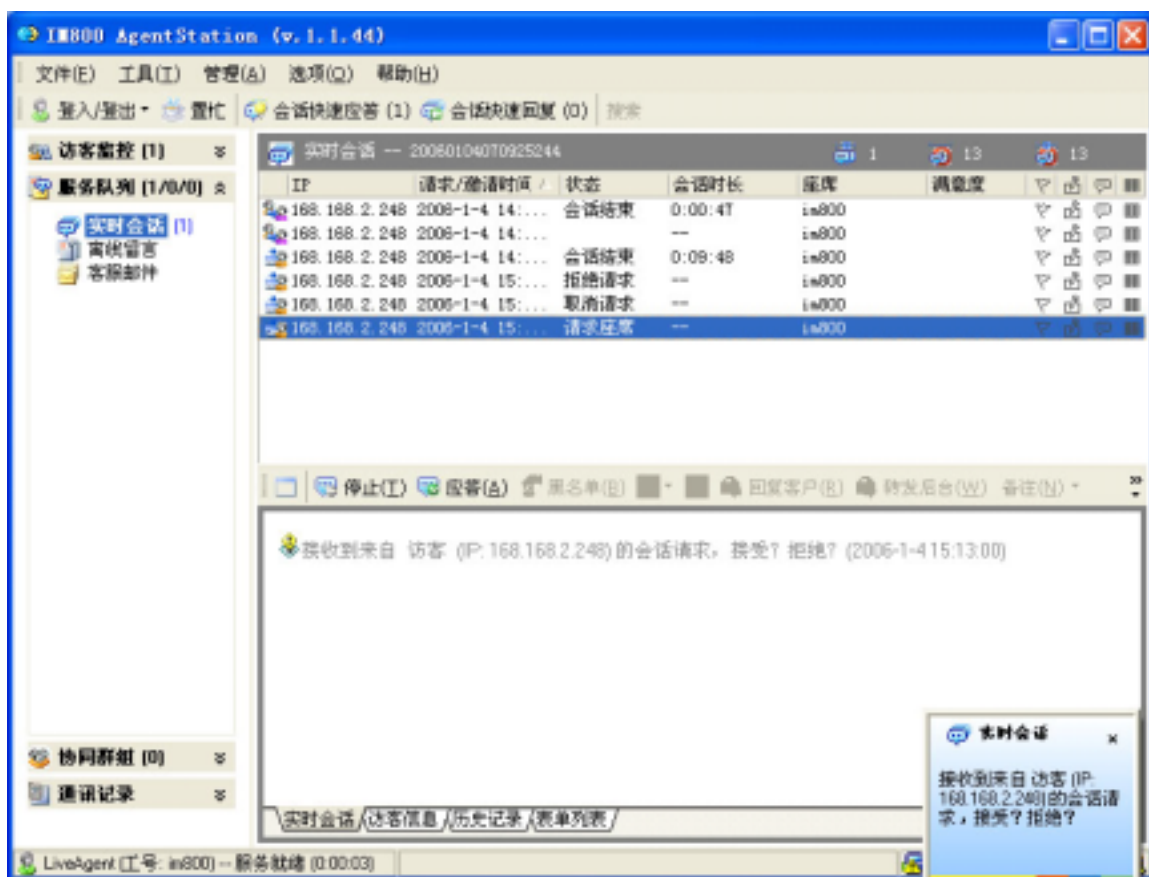 IM800 AgentStation (v.1.1.44)
文件(E) 工具(T) 管理(A) 选项(O) 帮助(H)
登入/登出 置忙 会话快速应答 (1) 会话快速回复 (0) 搜索
访客监控 (1)
服务队列 (1/0/0)
实时会话 (1)
离线留言
客服邮件
协同群组 (0)
通讯记录
实时会话 -- 20060104070925244 1 13 13
IP 请求/邀请时间 状态 会话时长 座席 满意度
168.168.2.248 2006-1-4 14:... 会话结束 0:00:47 im800
168.168.2.248 2006-1-4 14:... -- im800
168.168.2.248 2006-1-4 14:... 会话结束 0:09:48 im800
168.168.2.248 2006-1-4 15:... 拒绝请求 -- im800
168.168.2.248 2006-1-4 15:... 取消请求 -- im800
168.168.2.248 2006-1-4 15:... 请求座席 -- im800
停止(T) 应答(A) 黑名单(B) 回复客户(R) 转发后台(W) 备注(N)
接收到来自 访客 (IP: 168.168.2.248) 的会话请求，接受? 拒绝? (2006-1-4 15:13:00)
实时会话 访客信息 历史记录 表单列表
实时会话
接收到来自 访客 (IP:
168.168.2.248)的会话请
求，接受？拒绝？
LiveAgent (工号: im800) -- 服务就绪 (0:00:03)